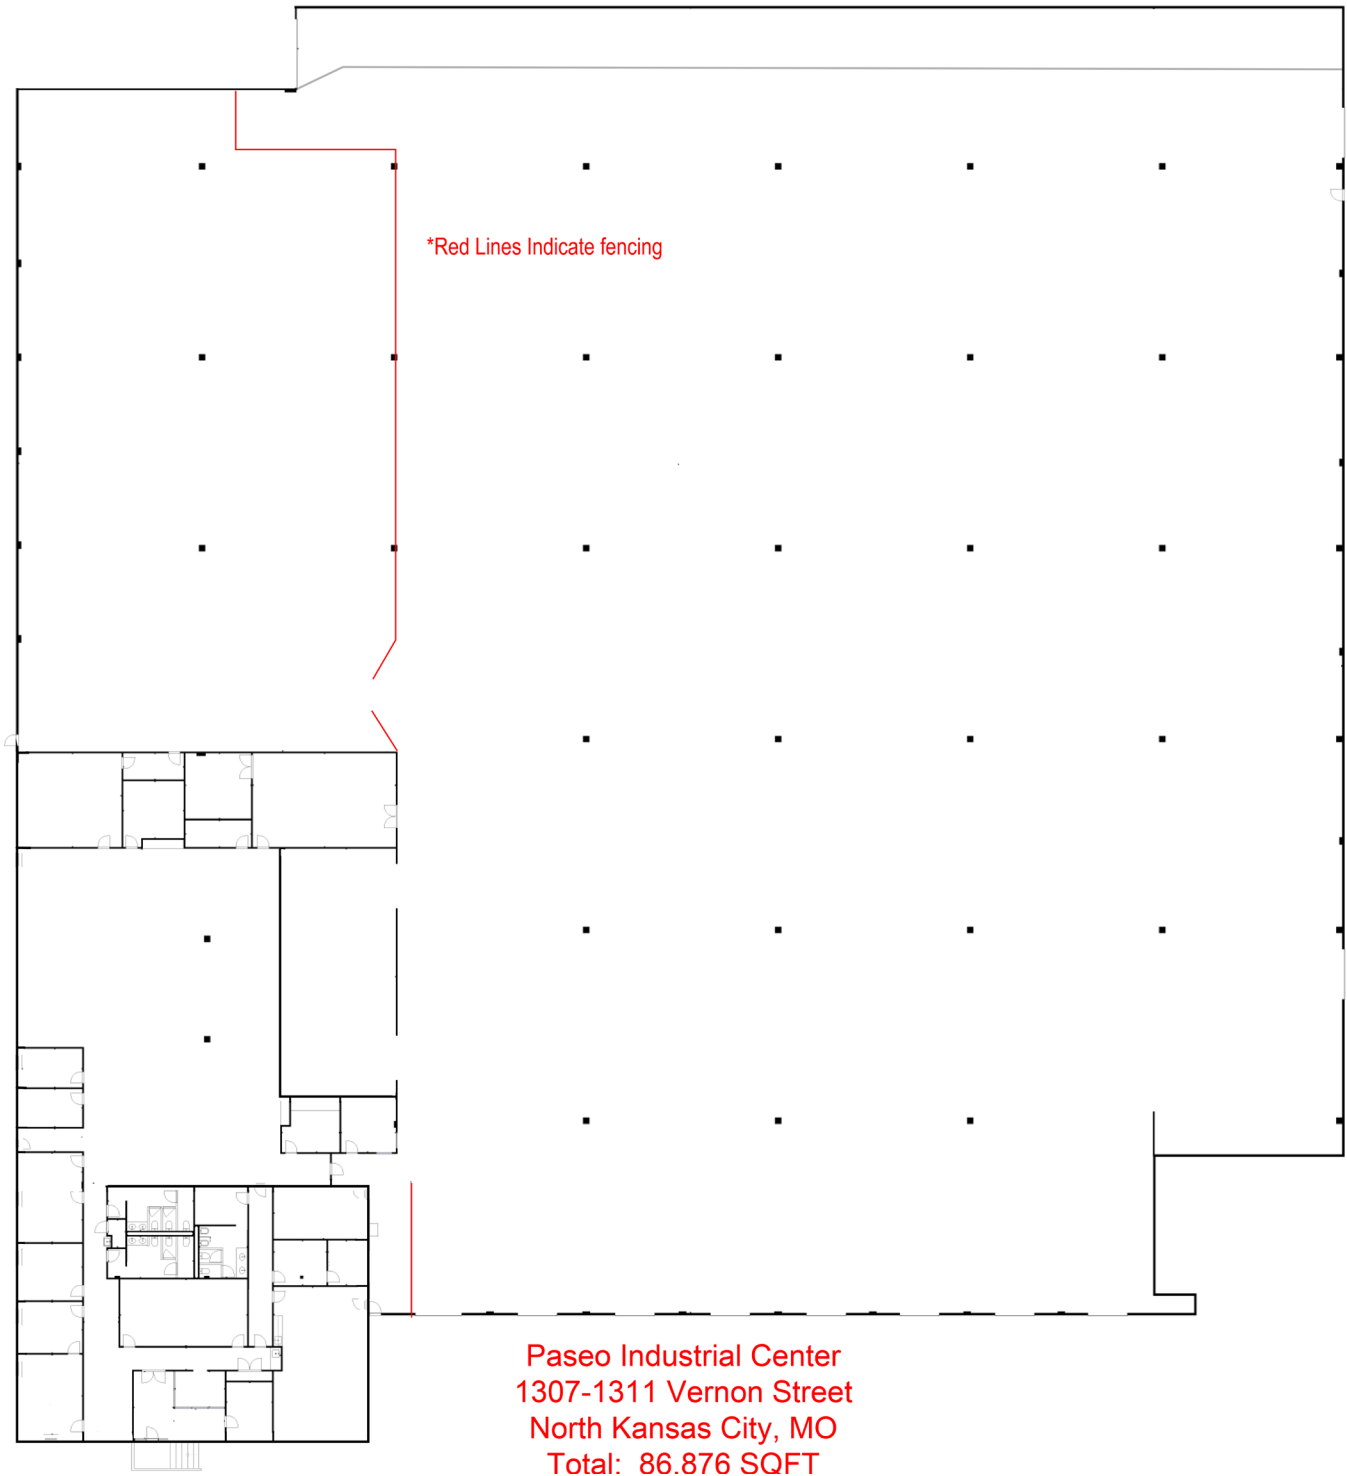 *Red Lines Indicate fencing
Paseo Industrial Center
1307-1311 Vernon Street
North Kansas City, MO
Total: 86,876 SQFT